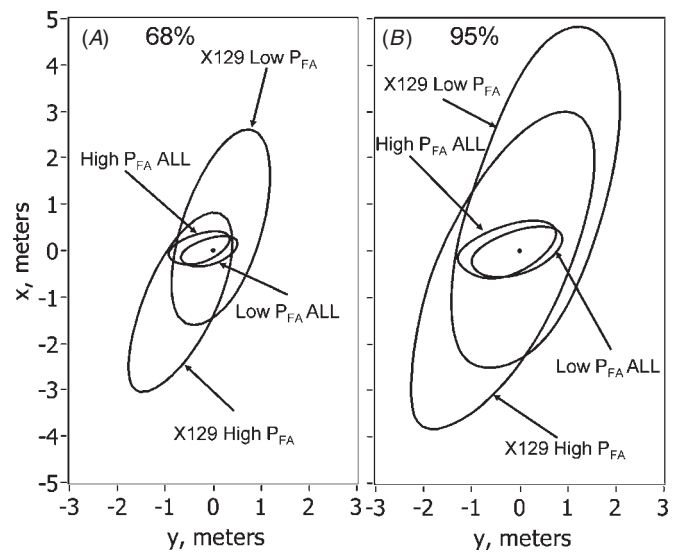 (A) 68%
X129 Low PFA
High PFA ALL
Low PFA ALL
X129 High PFA
x, meters
5
4
3
2
1
0
-1
-2
-3
-4
-5
-3 -2 -1 0 1 2 3
y, meters
(B) 95%
X129 Low PFA
High PFA ALL
Low PFA ALL
X129 High PFA
-3 -2 -1 0 1 2 3
y, meters